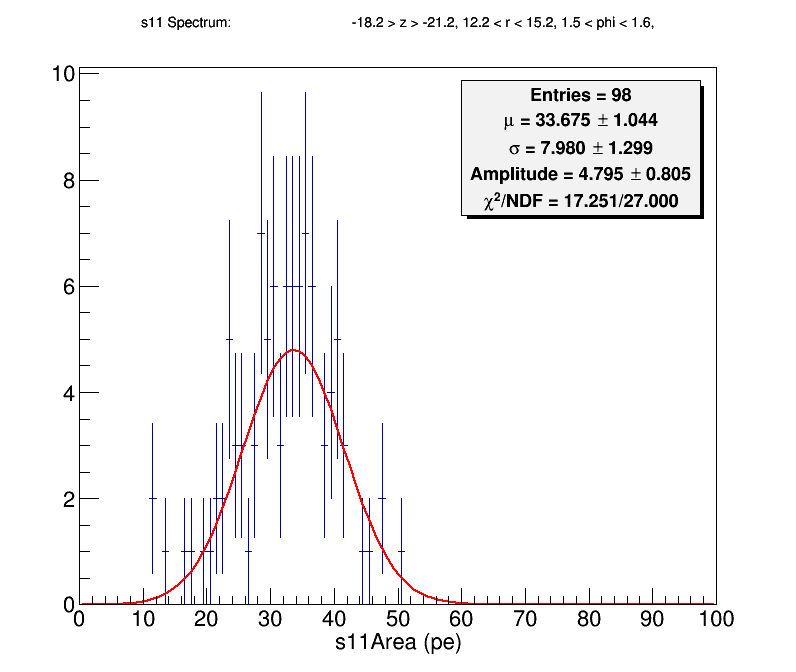 s11 Spectrum: -18.2 > z > -21.2, 12.2 < r < 15.2, 1.5 < phi < 1.6,
Entries = 98
μ = 33.675 ± 1.044
σ = 7.980 ± 1.299
Amplitude = 4.795 ± 0.805
χ²/NDF = 17.251/27.000
10
8
6
4
2
0
0 10 20 30 40 50 60 70 80 90 100
s11Area (pe)